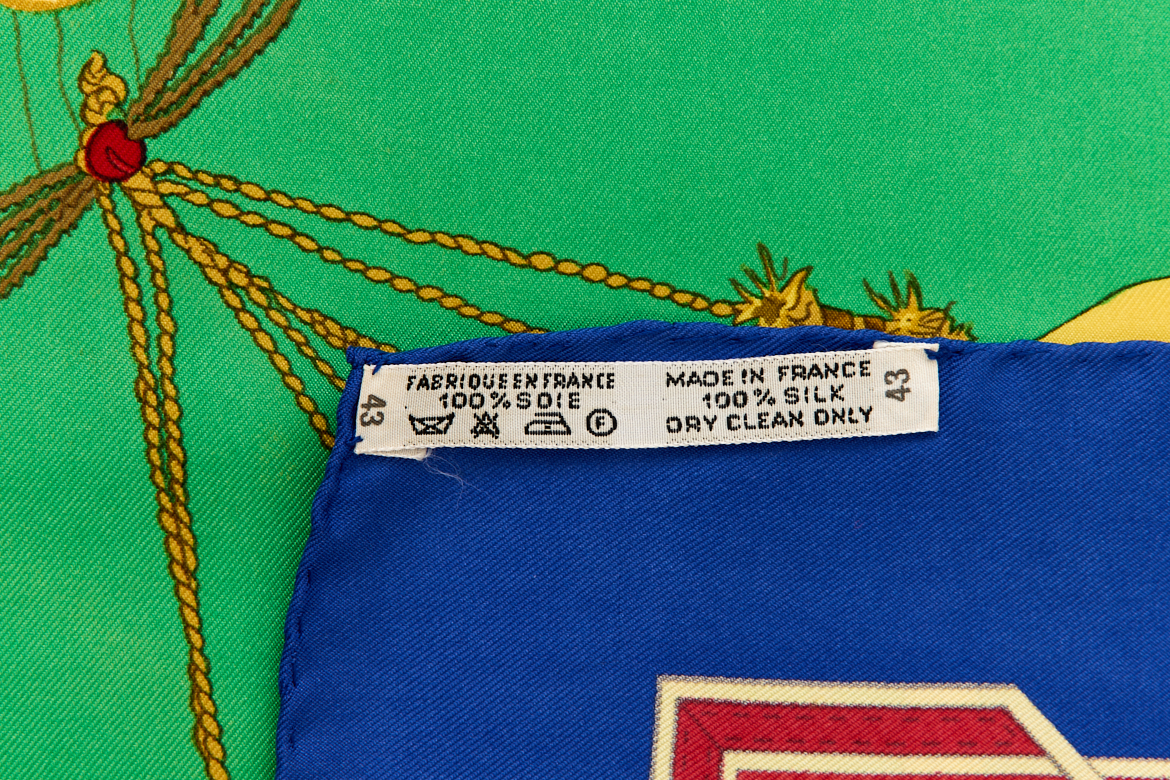 43
FABRIQUE EN FRANCE
100% SOIE
F
MADE IN FRANCE
100% SILK
DRY CLEAN ONLY
43